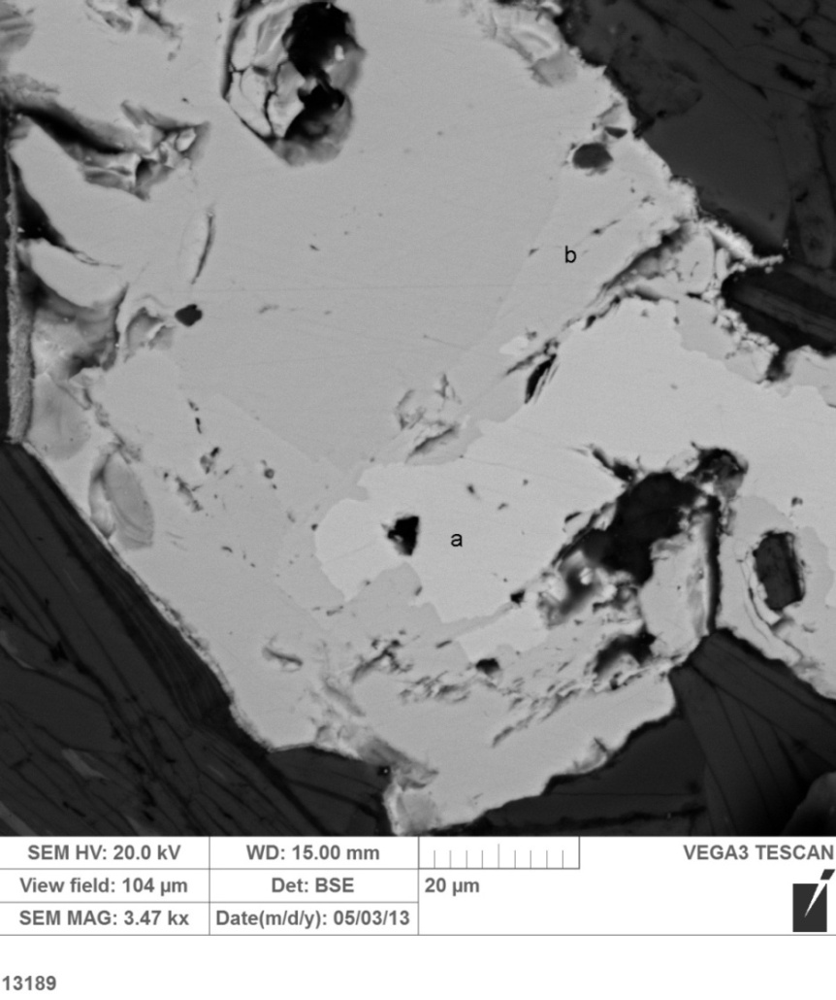 b
a
SEM HV: 20.0 kV
WD: 15.00 mm
VEGA3 TESCAN
View field: 104 µm
Det: BSE
20 µm
SEM MAG: 3.47 kx
Date(m/d/y): 05/03/13
13189